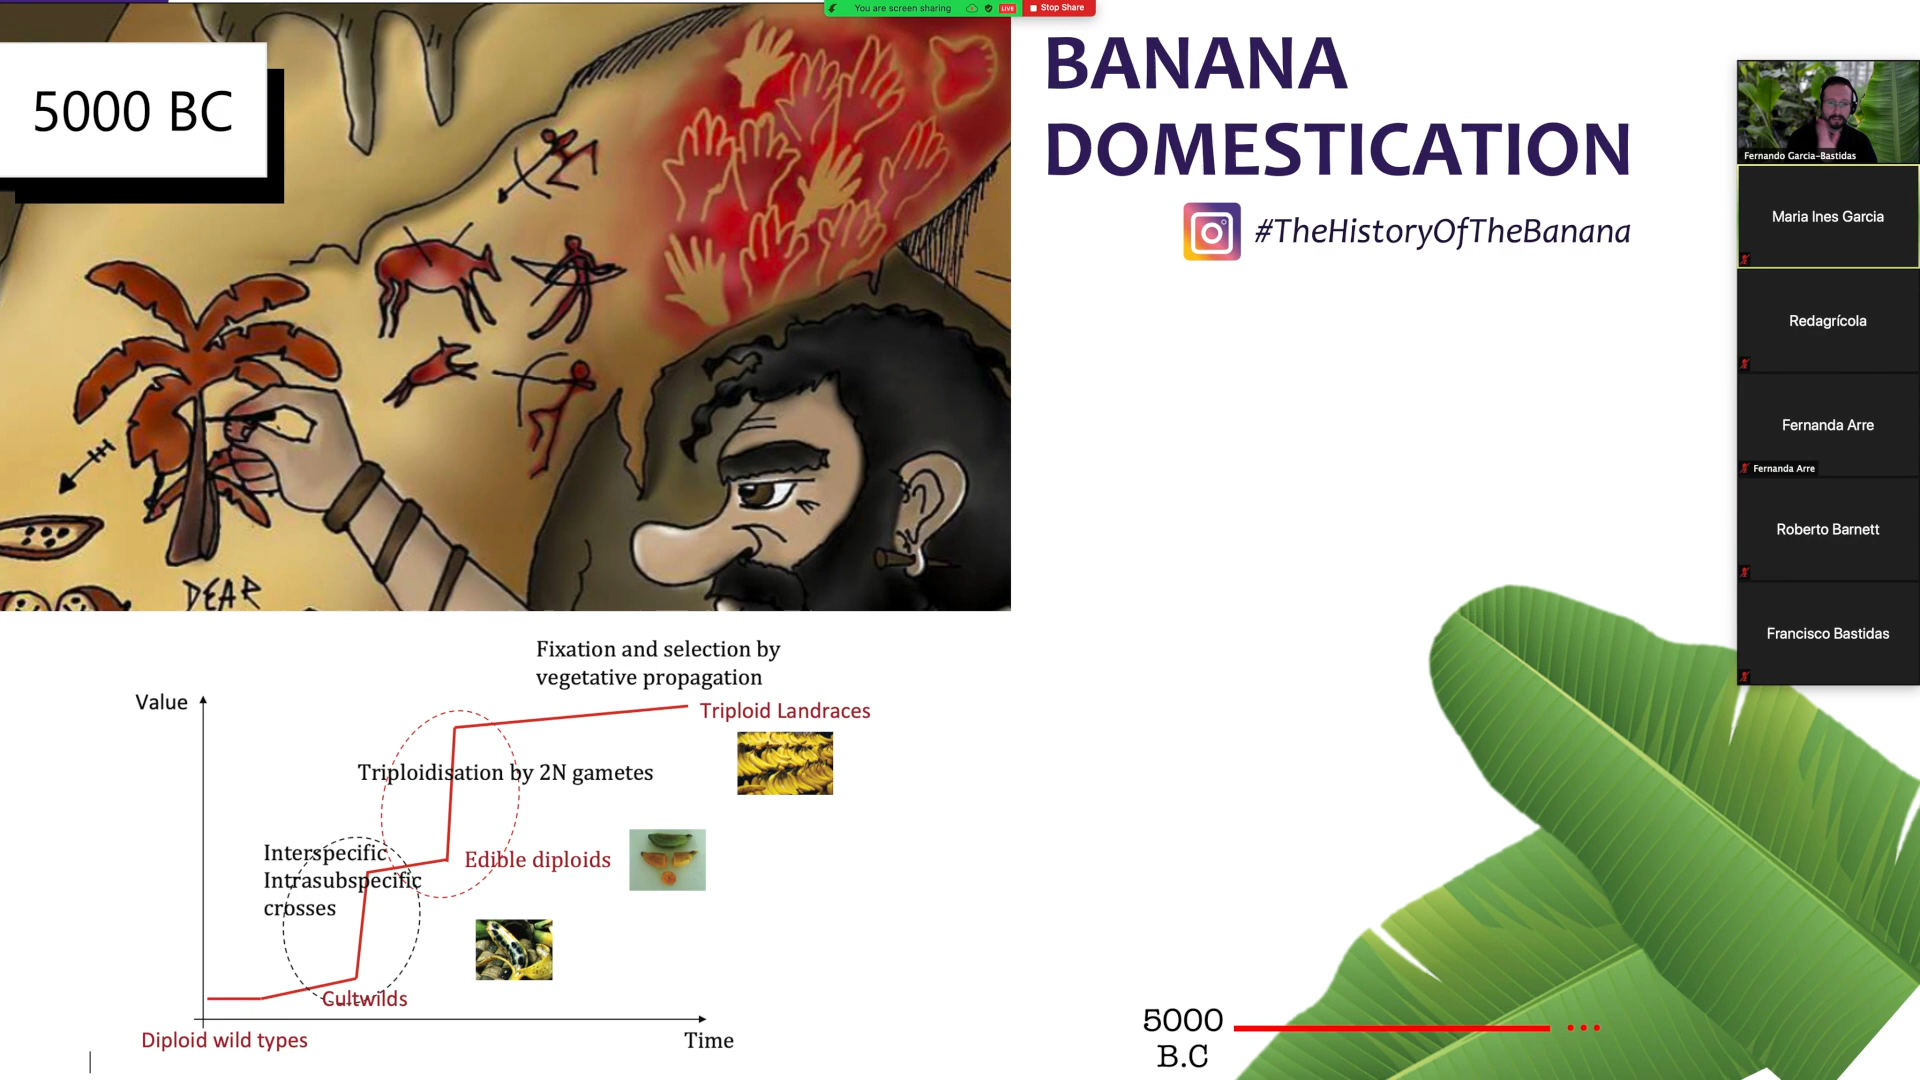 You are screen sharing
LIVE
Stop Share
5000 BC
BANANA
DOMESTICATION
#TheHistoryOfTheBanana
DEAR
Fernando Garcia-Bastidas
Maria Ines Garcia
Redagrícola
Fernanda Arre
Fernanda Arre
Roberto Barnett
Francisco Bastidas
Fixation and selection by
vegetative propagation
Value
Triploid Landraces
Triploidisation by 2N gametes
Interspecific
Intrasubspecific
crosses
Edible diploids
Cultwilds
Diploid wild types
Time
5000
B.C